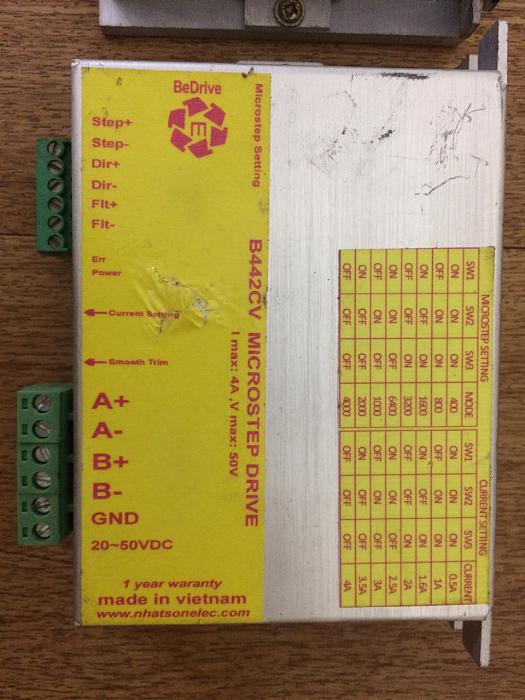 BeDrive
E
Microstep Setting
Step+
Step-
Dir+
Dir-
Flt+
Flt-
Err
Power
Current Setting
Smooth Trim
A+
A-
B+
B-
GND
20~50VDC
1 year waranty
made in vietnam
www.nhatsonelec.com
B442CV MICROSTEP DRIVE
I max: 4A ,V max: 50V
MICROSTEP SETTING CURRENT SETTING
SW1 SW2 SW3 MODE SW1 SW2 SW3 CURRENT
ON ON ON 400 ON ON ON 0.5A
OFF ON ON 800 OFF ON ON 1A
ON OFF ON 1600 ON OFF ON 1.6A
OFF OFF ON 3200 OFF OFF ON 2A
ON ON OFF 6400 ON ON OFF 2.5A
OFF ON OFF 1000 OFF ON OFF 3A
ON OFF OFF 2000 ON OFF OFF 3.5A
OFF OFF OFF 4000 OFF OFF OFF 4A